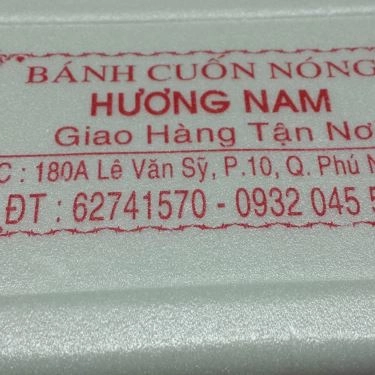 BÁNH CUỐN NÓNG
HƯƠNG NAM
Giao Hàng Tận
: 180A Lê Văn Sỹ, P.10, Q. Phú
ĐT : 62741570 - 0932 045